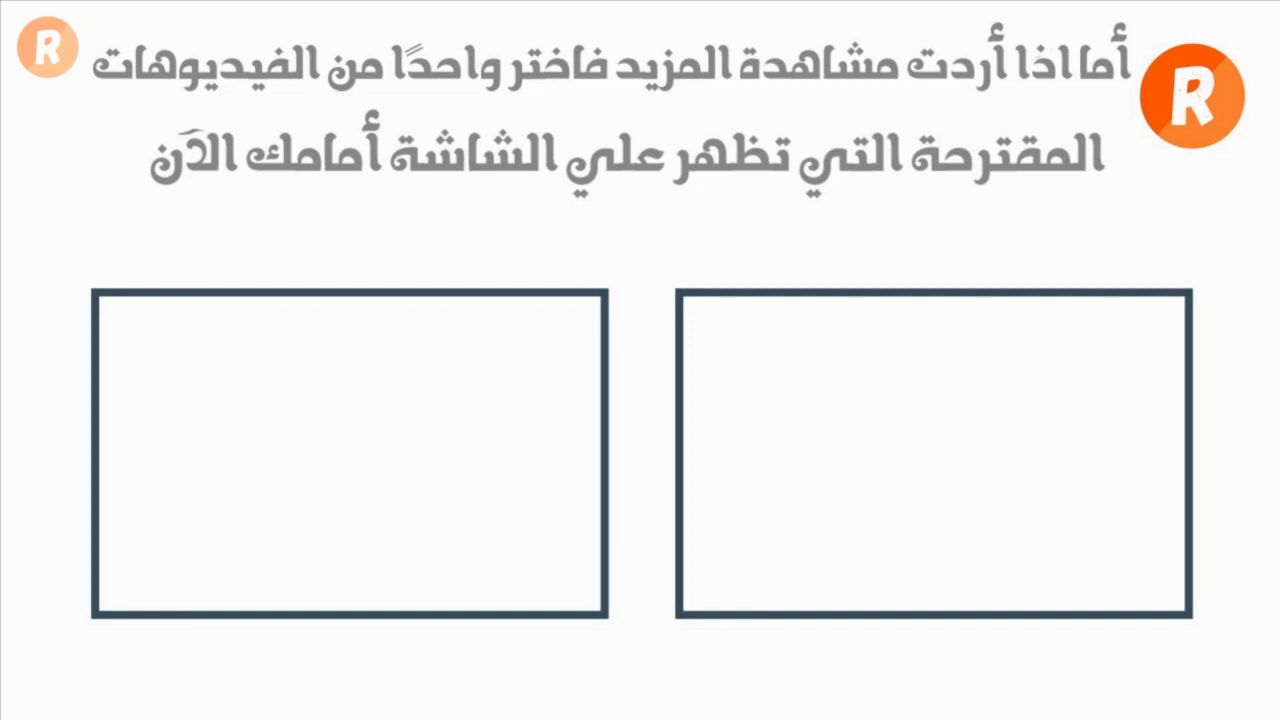 أما اذا أردت مشاهدة المزيد فاختر واحدًا من الفيديوهات
المقترحة التي تظهر علي الشاشة أمامك الآن
R
R